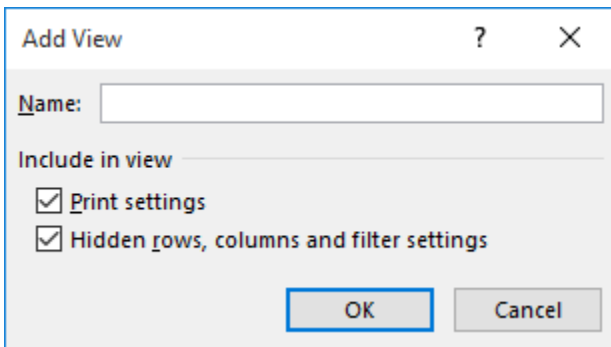 Add View ?
Name:
Include in view
Print settings
Hidden rows, columns and filter settings
OK Cancel